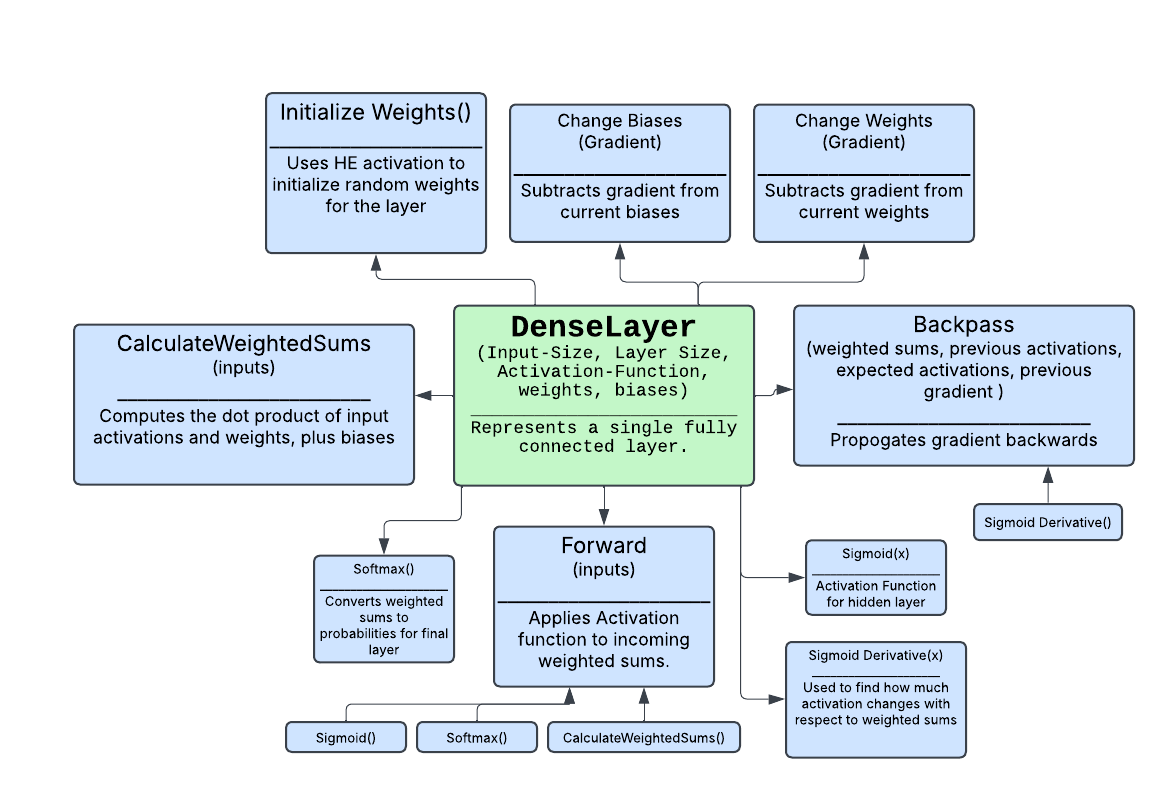 Initialize Weights()
Uses HE activation to
initialize random weights
for the layer
Change Biases
(Gradient)
Subtracts gradient from
current biases
Change Weights
(Gradient)
Subtracts gradient from
current weights
CalculateWeightedSums
(inputs)
Computes the dot product of input
activations and weights, plus biases
DenseLayer
(Input-Size, Layer Size,
Activation-Function,
weights, biases)
Represents a single fully
connected layer.
Backpass
(weighted sums, previous activations,
expected activations, previous
gradient )
Propogates gradient backwards
Sigmoid Derivative()
Softmax()
Converts weighted
sums to
probabilities for final
layer
Forward
(inputs)
Applies Activation
function to incoming
weighted sums.
Sigmoid(x)
Activation Function
for hidden layer
Sigmoid Derivative(x)
Used to find how much
activation changes with
respect to weighted sums
Sigmoid()
Softmax()
CalculateWeightedSums()